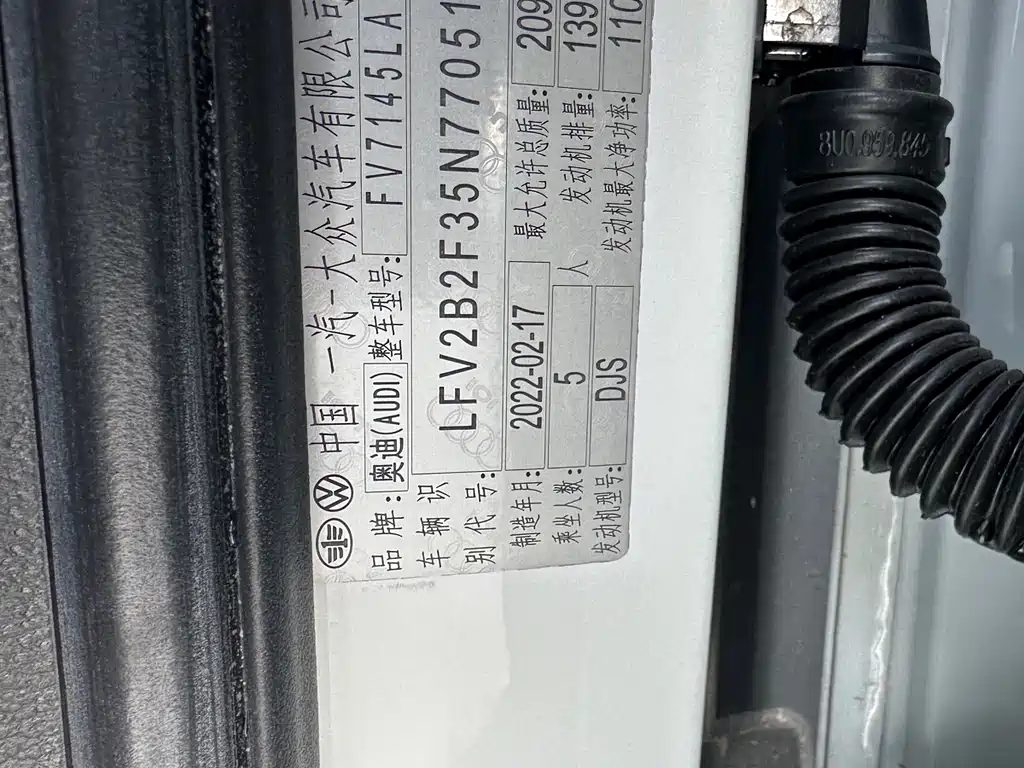 中国 一汽-大众汽车有限公司
品牌:奥迪(AUDI) 整车型号: FV7145LA
车辆识别代号: LFV2B2F35N77051
制造年月: 2022-02-17 最大允许总质量: 209
乘坐人数: 5 人 发动机排量: 139
发动机型号: DJS 发动机最大净功率: 110
8U0.959.845